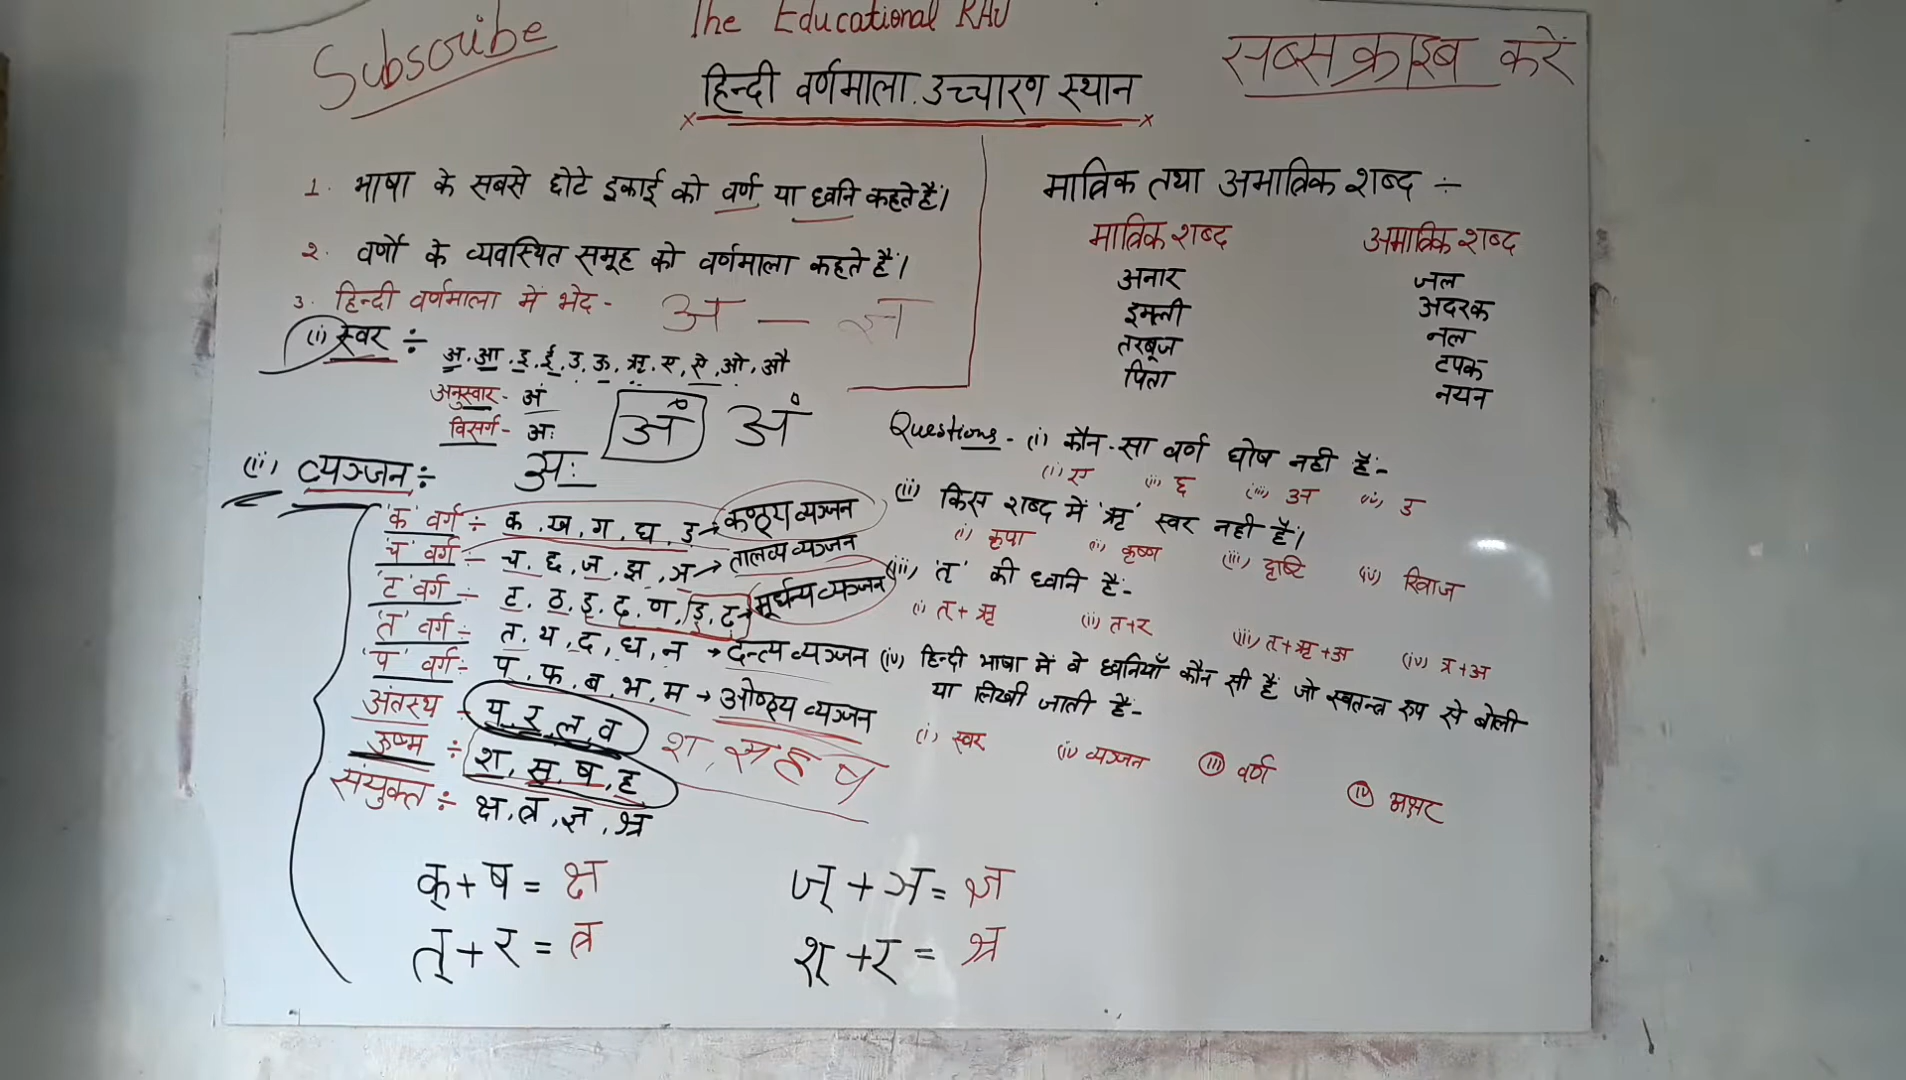 Subscribe
The Educational RAJ
सब्सक्राइब करें
हिन्दी वर्णमाला उच्चारण स्थान
1. भाषा के सबसे छोटे इकाई को वर्ण या ध्वनि कहते हैं।
2. वर्णों के व्यवस्थित समूह को वर्णमाला कहते हैं।
3. हिन्दी वर्णमाला में भेद - अ - ज्ञ
(i) स्वर ÷
अ, आ, इ, ई, उ, ऊ, ऋ, ए, ऐ, ओ, औ
अनुस्वार - अं
विसर्ग - अः
अं अं
अः
(ii) व्यञ्जन ÷
'क' वर्ग ÷ क, ख, ग, घ, ङ → कण्ठ्य व्यञ्जन
'च' वर्ग - च, छ, ज, झ, ञ → तालव्य व्यञ्जन
'ट' वर्ग - ट, ठ, ड, ढ, ण, ड़, ढ़ → मूर्धन्य व्यञ्जन
'त' वर्ग - त, थ, द, ध, न → दन्त्य व्यञ्जन
'प' वर्ग - प, फ, ब, भ, म → ओष्ठ्य व्यञ्जन
अंतस्थ - य, र, ल, व
ऊष्म ÷ श, स, ष, ह श, स ह ष
संयुक्त ÷ क्ष, त्र, ज्ञ, श्र
क् + ष = क्ष
त् + र = त्र
ज् + ञ = ज्ञ
श् + र = श्र
मात्रिक तथा अमात्रिक शब्द ÷
मात्रिक शब्द अमात्रिक शब्द
अनार जल
इमली अदरक
तरबूज नल
पिता टपक
नयन
Questions - (i) कौन-सा वर्ण घोष नहीं है -
(i) ए (ii) छ (iii) अ (iv) उ
(ii) किस शब्द में 'ऋ' स्वर नहीं है।
(i) कृपा (ii) कृष्ण (iii) दृष्टि (iv) रिवाज
(iii) 'तृ' की ध्वनि है -
(i) त् + ऋ (ii) त + र (iii) त + ऋ + अ (iv) त्र + अ
(iv) हिन्दी भाषा में वे ध्वनियाँ कौन सी हैं जो स्वतन्त्र रूप से बोली
या लिखी जाती हैं -
(i) स्वर (ii) व्यञ्जन (iii) वर्ण (iv) अक्षर